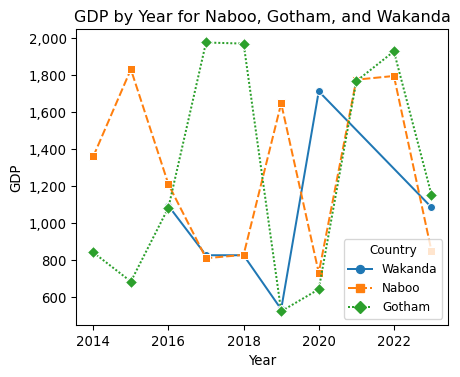 GDP by Year for Naboo, Gotham, and Wakanda
2,000
1,800
1,600
1,400
1,200
1,000
800
600
GDP
2014 2016 2018 2020 2022
Year
Country
Wakanda
Naboo
Gotham